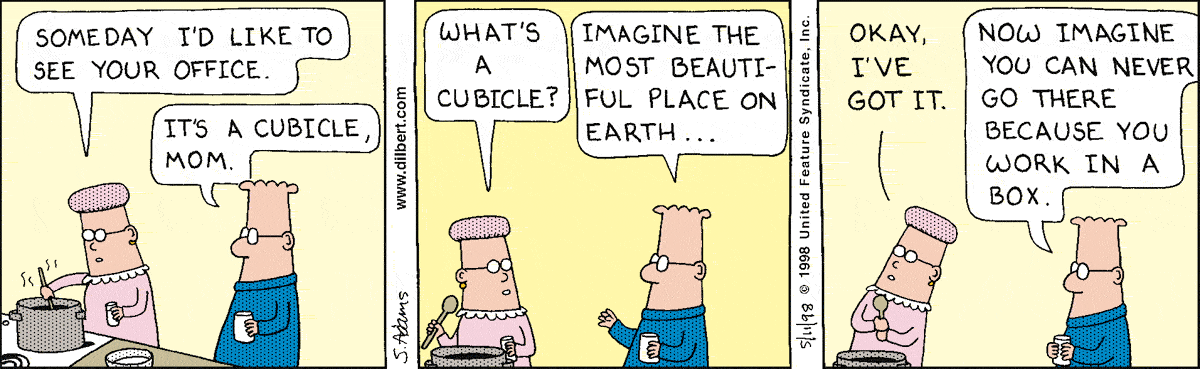 SOMEDAY I'D LIKE TO
SEE YOUR OFFICE.
IT'S A CUBICLE,
MOM.
www.dilbert.com
S. Adams
WHAT'S
A
CUBICLE?
IMAGINE THE
MOST BEAUTI-
FUL PLACE ON
EARTH...
5/11/98 © 1998 United Feature Syndicate, Inc.
OKAY,
I'VE
GOT IT.
NOW IMAGINE
YOU CAN NEVER
GO THERE
BECAUSE YOU
WORK IN A
BOX.